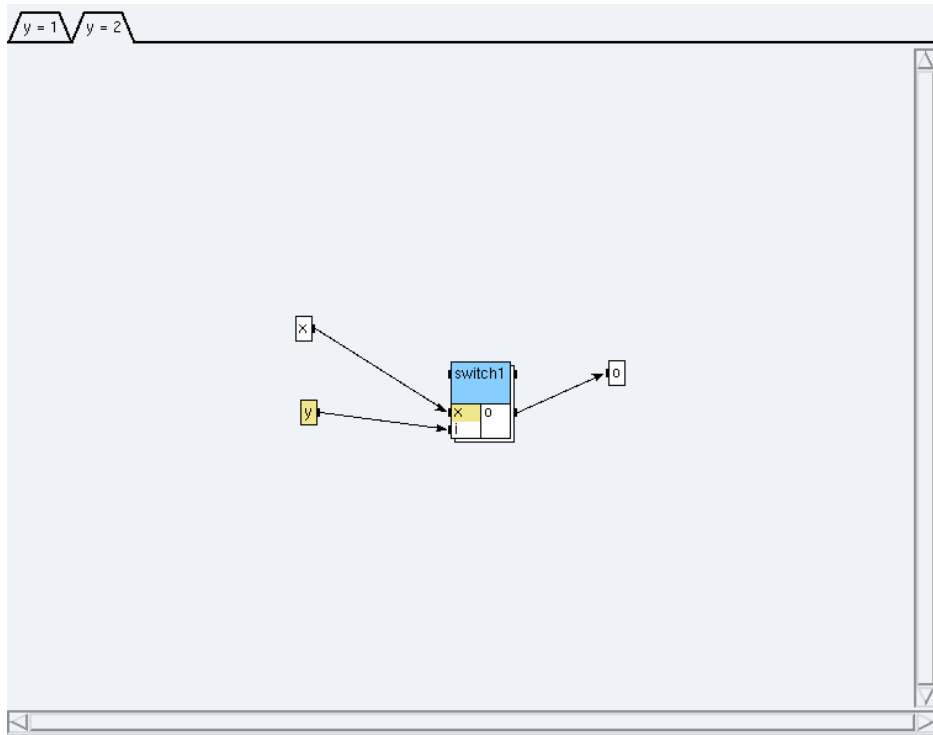 y = 1
y = 2
x
switch1
o
y
x
o
i